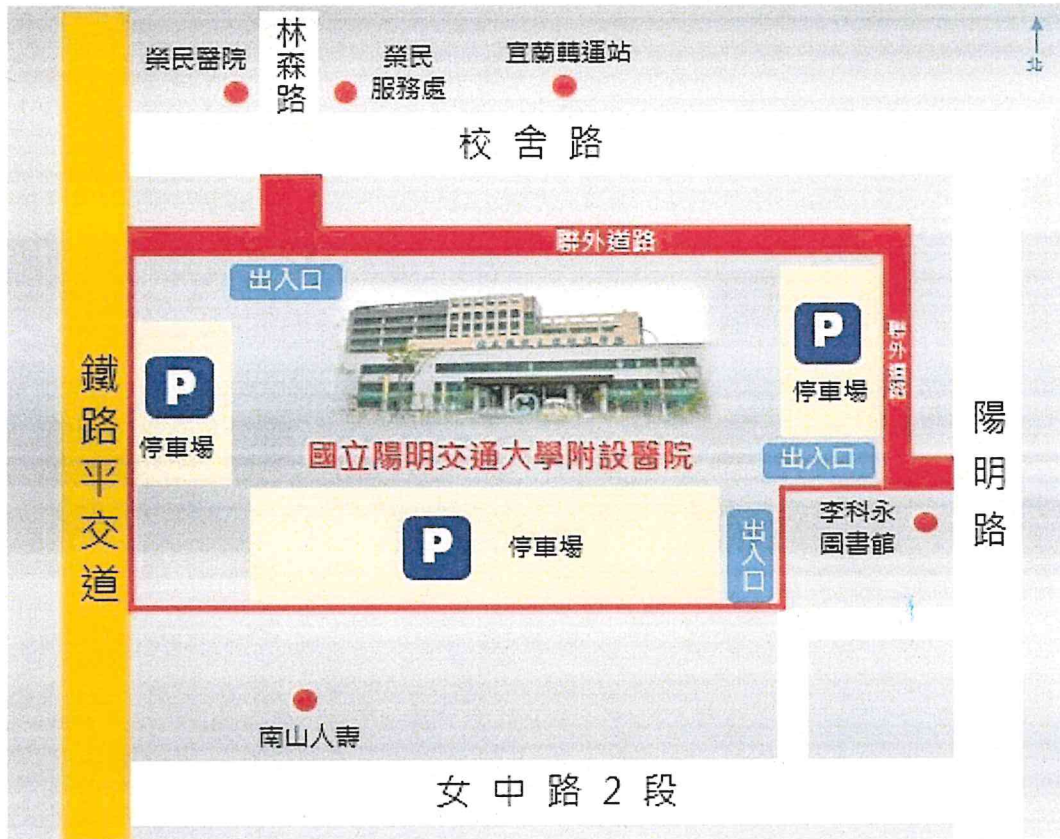 林森路
榮民醫院
榮民
服務處
宜蘭轉運站
北
校舍路
聯外道路
出入口
P
停車場
P
停車場
聯外道路
鐵路平交道
國立陽明交通大學附設醫院
出入口
陽明路
P
停車場
出入口
李科永
圖書館
南山人壽
女中路2段